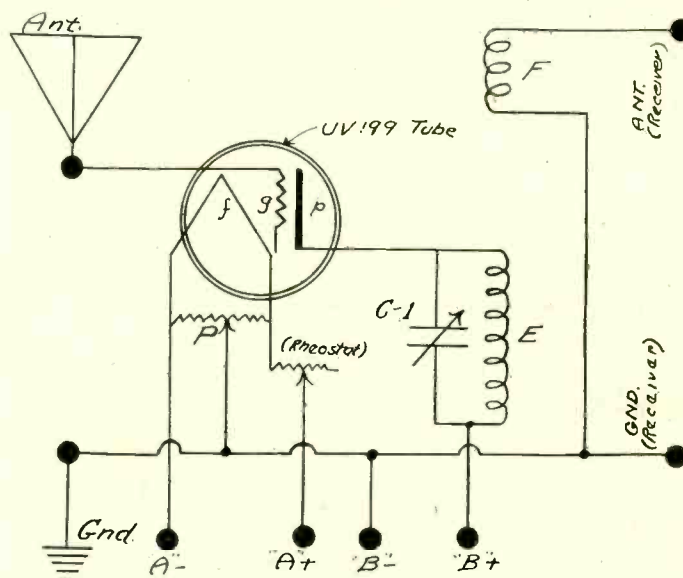 Ant.
F
ANT.
(Receiver)
UV199 Tube
f
g
p
C-1
E
P
(Rheostat)
GND.
(Receiver)
Gnd.
"A"-
"A"+
"B"-
"B"+